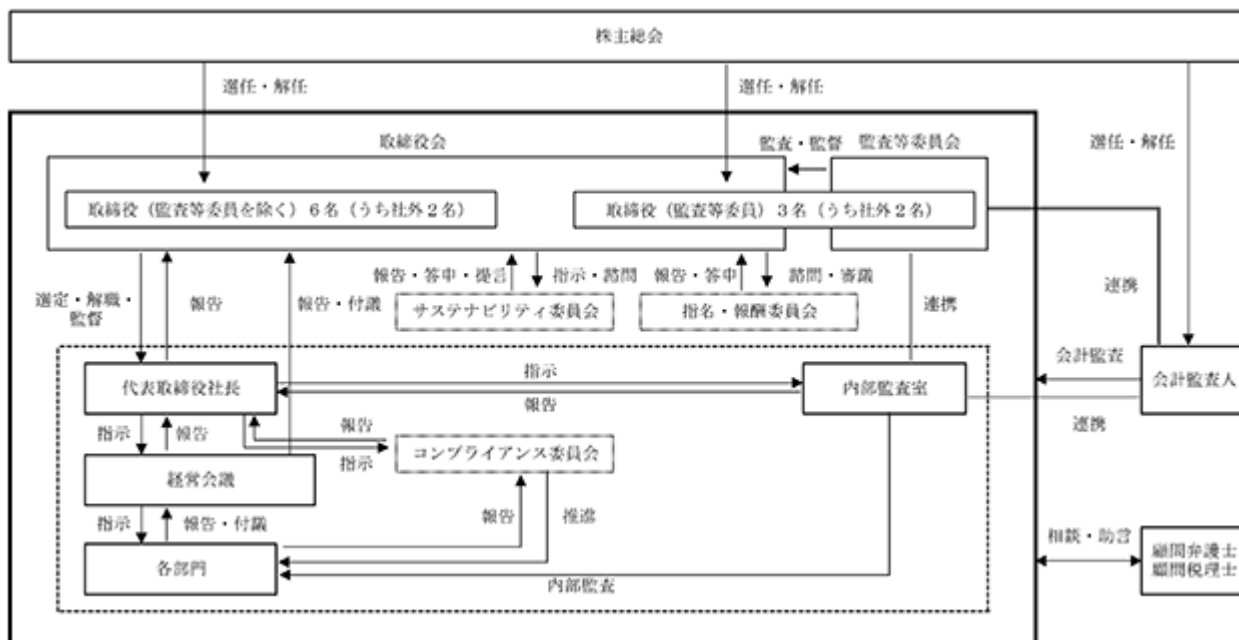 株主総会
選任・解任
選任・解任
選任・解任
取締役会
監査・監督
監査等委員会
取締役（監査等委員を除く）６名（うち社外２名）
取締役（監査等委員）３名（うち社外２名）
選定・解職・
監督
報告
報告・付議
報告・答申・提言
指示・諮問
報告・答申
諮問・審議
連携
連携
サステナビリティ委員会
指名・報酬委員会
代表取締役社長
指示
報告
内部監査室
会計監査
会計監査人
連携
指示
報告
報告
指示
コンプライアンス委員会
経営会議
指示
報告・付議
報告
推進
各部門
内部監査
相談・助言
顧問弁護士
顧問税理士